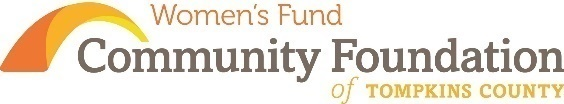 Women's Fund
Community Foundation
of TOMPKINS COUNTY